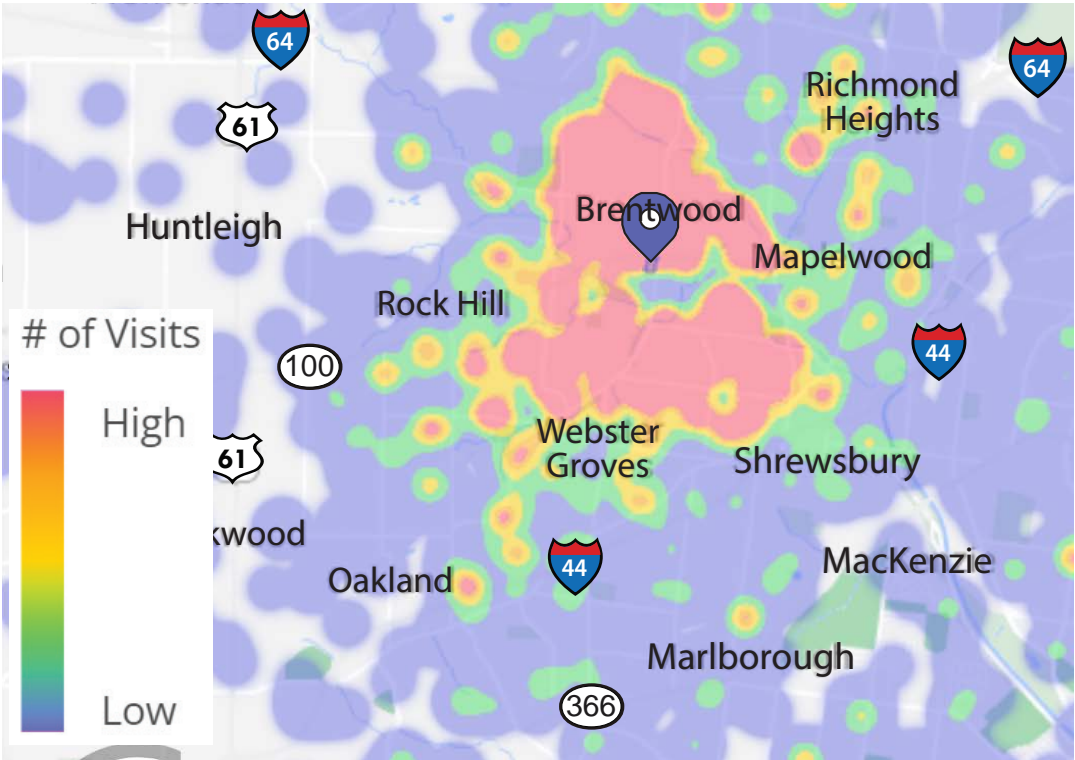 64
64
Richmond
Heights
61
Brentwood
Huntleigh
Mapelwood
Rock Hill
# of Visits
44
100
High
Webster
Groves
61
Shrewsbury
kwood
MacKenzie
Oakland
44
Marlborough
366
Low